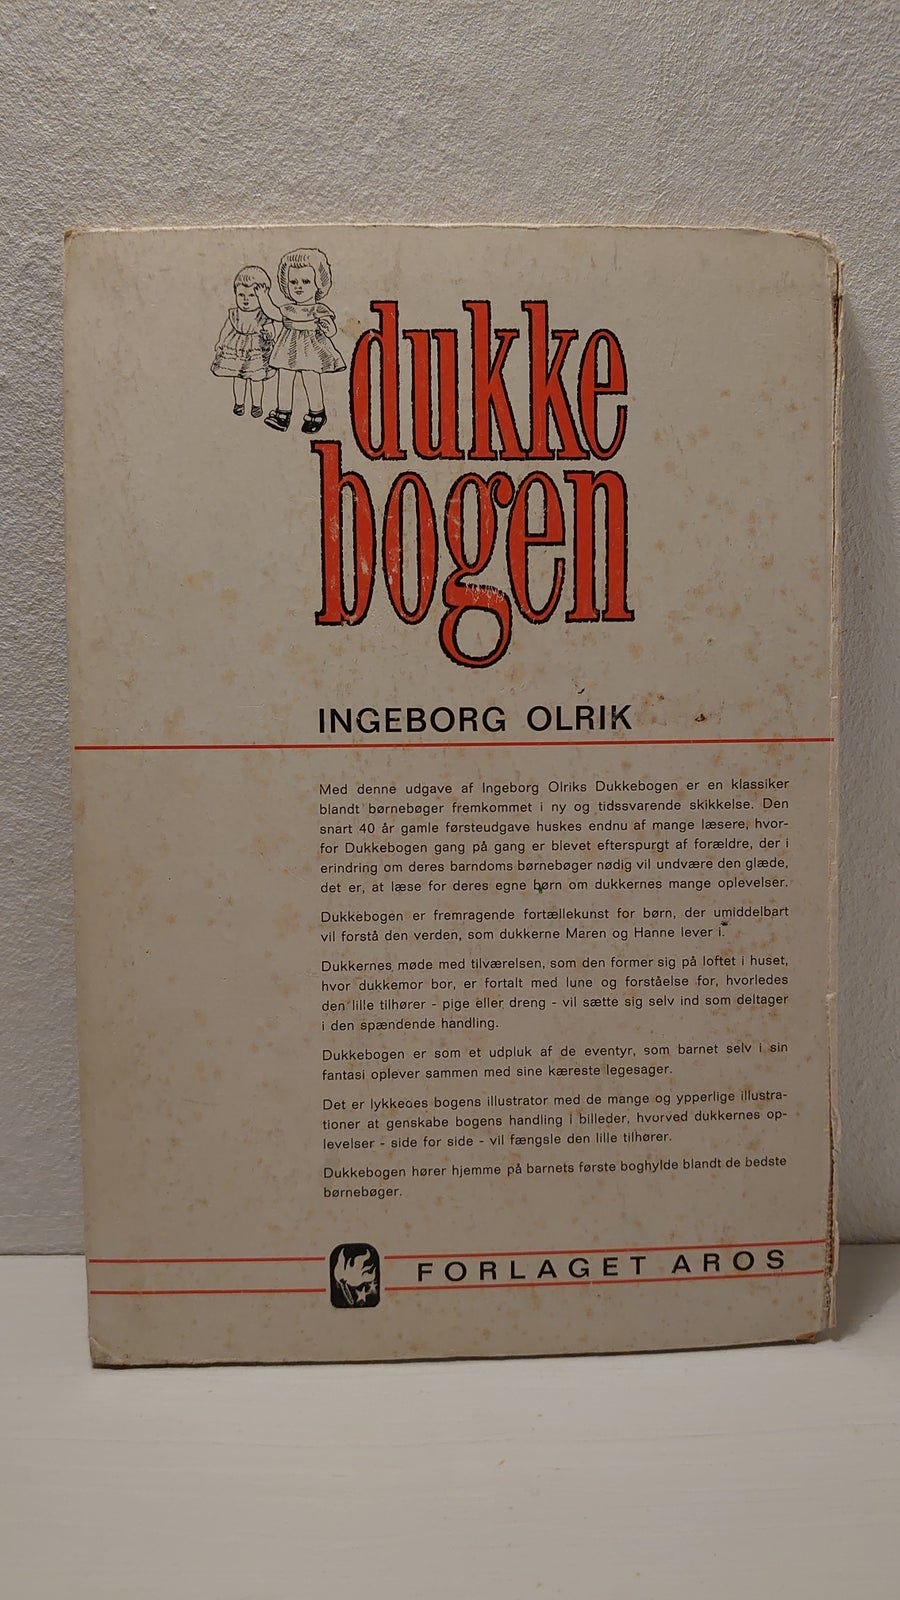 dukke
bogen
INGEBORG OLRIK
Med denne udgave af Ingeborg Olriks Dukkebogen er en klassiker
blandt børnebøger fremkommet i ny og tidssvarende skikkelse. Den
snart 40 år gamle førsteudgave huskes endnu af mange læsere, hvor-
for Dukkebogen gang på gang er blevet efterspurgt af forældre, der i
erindring om deres barndoms børnebøger nødig vil undvære den glæde,
det er, at læse for deres egne børn om dukkernes mange oplevelser.
Dukkebogen er fremragende fortællekunst for børn, der umiddelbart
vil forstå den verden, som dukkerne Maren og Hanne lever i.
Dukkernes møde med tilværelsen, som den former sig på loftet i huset,
hvor dukkemor bor, er fortalt med lune og forståelse for, hvorledes
den lille tilhører - pige eller dreng - vil sætte sig selv ind som deltager
i den spændende handling.
Dukkebogen er som et udpluk af de eventyr, som barnet selv i sin
fantasi oplever sammen med sine kæreste legesager.
Det er lykkedes bogens illustrator med de mange og ypperlige illustra-
tioner at genskabe bogens handling i billeder, hvorved dukkernes op-
levelser - side for side - vil fængsle den lille tilhører.
Dukkebogen hører hjemme på barnets første boghylde blandt de bedste
børnebøger.
FORLAGET AROS